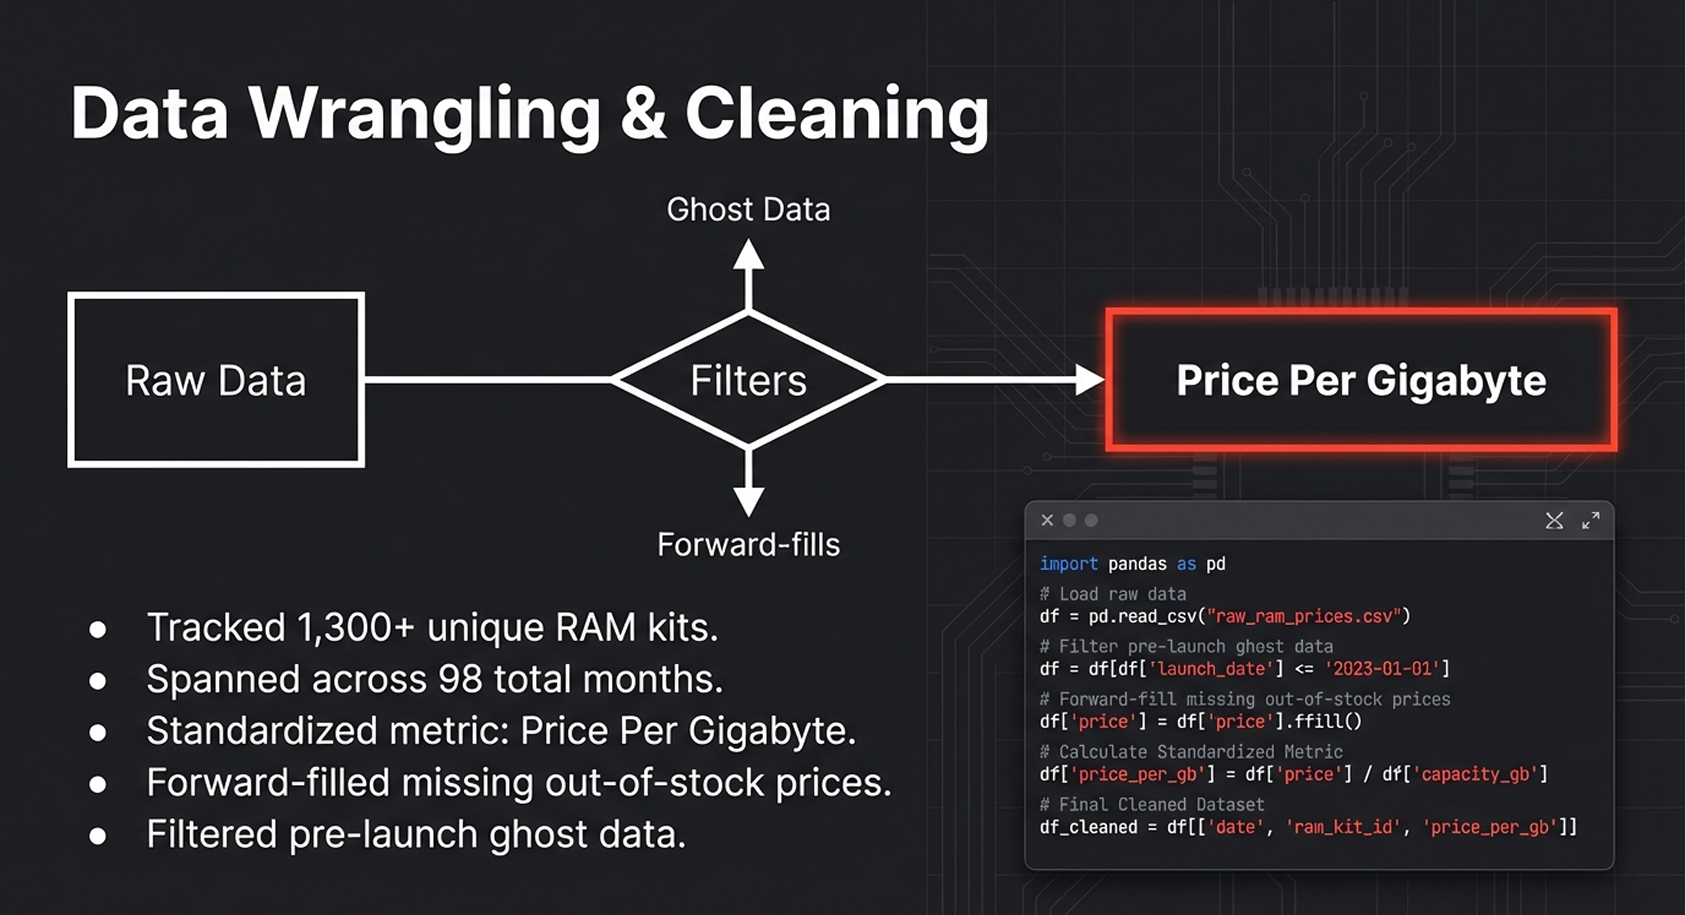 Data Wrangling & Cleaning
Ghost Data
Raw Data
Filters
Price Per Gigabyte
Forward-fills
● Tracked 1,300+ unique RAM kits.
● Spanned across 98 total months.
● Standardized metric: Price Per Gigabyte.
● Forward-filled missing out-of-stock prices.
● Filtered pre-launch ghost data.
import pandas as pd
# Load raw data
df = pd.read_csv("raw_ram_prices.csv")
# Filter pre-launch ghost data
df = df[df['launch_date'] <= '2023-01-01']
# Forward-fill missing out-of-stock prices
df['price'] = df['price'].ffill()
# Calculate Standardized Metric
df['price_per_gb'] = df['price'] / df['capacity_gb']
# Final Cleaned Dataset
df_cleaned = df[['date', 'ram_kit_id', 'price_per_gb']]